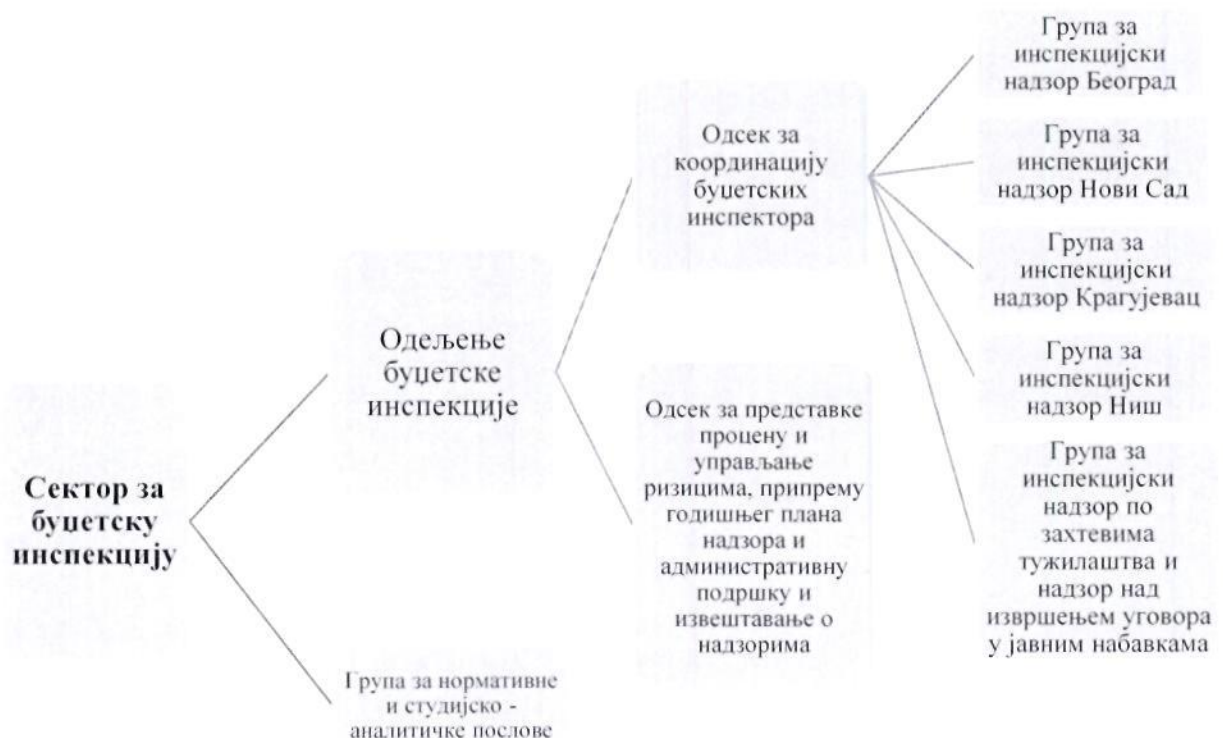 Сектор за
буџетску
инспекцију
Одељење
буџетске
инспекције
Група за нормативне
и студијско -
аналитичке послове
Одсек за
координацију
буџетских
инспектора
Одсек за представке
процену и
управљање
ризицима, припрему
годишњег плана
надзора и
административну
подршку и
извештавање о
надзорима
Група за
инспекцијски
надзор Београд
Група за
инспекцијски
надзор Нови Сад
Група за
инспекцијски
надзор Крагујевац
Група за
инспекцијски
надзор Ниш
Група за
инспекцијски
надзор по
захтевима
тужилаштва и
надзор над
извршењем уговора
у јавним набавкама